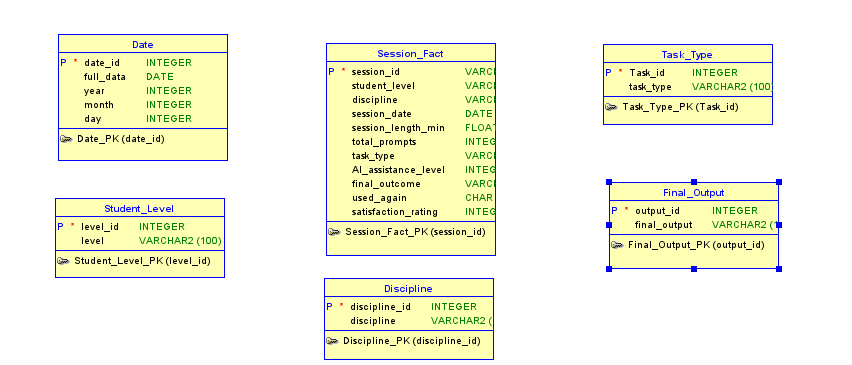 Date
P * date_id INTEGER
full_data DATE
year INTEGER
month INTEGER
day INTEGER
Date_PK (date_id)
Session_Fact
P * session_id VARC
student_level VARC
discipline VARC
session_date DATE
session_length_min FLOA
total_prompts INTEG
task_type VARC
AI_assistance_level INTEG
final_outcome VARC
used_again CHAR
satisfaction_rating INTEG
Session_Fact_PK (session_id)
Task_Type
P * Task_id INTEGER
task_type VARCHAR2 (100)
Task_Type_PK (Task_id)
Student_Level
P * level_id INTEGER
level VARCHAR2 (100)
Student_Level_PK (level_id)
Final_Output
P * output_id INTEGER
final_output VARCHAR2 (1
Final_Output_PK (output_id)
Discipline
P * discipline_id INTEGER
discipline VARCHAR2 (
Discipline_PK (discipline_id)